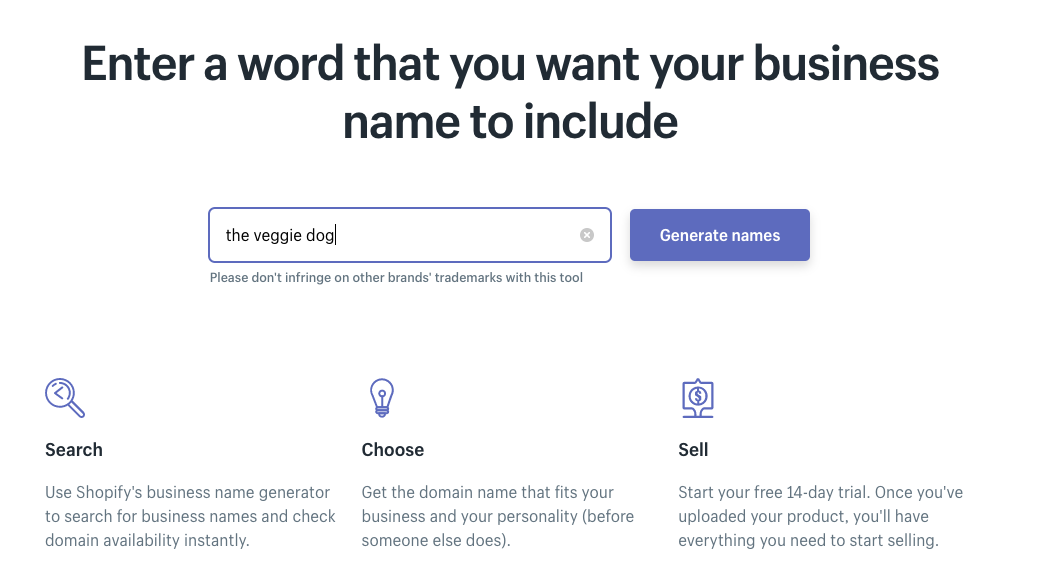 Enter a word that you want your business
name to include
the veggie dog
Generate names
Please don't infringe on other brands' trademarks with this tool
Search
Use Shopify's business name generator
to search for business names and check
domain availability instantly.
Choose
Get the domain name that fits your
business and your personality (before
someone else does).
Sell
Start your free 14-day trial. Once you've
uploaded your product, you'll have
everything you need to start selling.